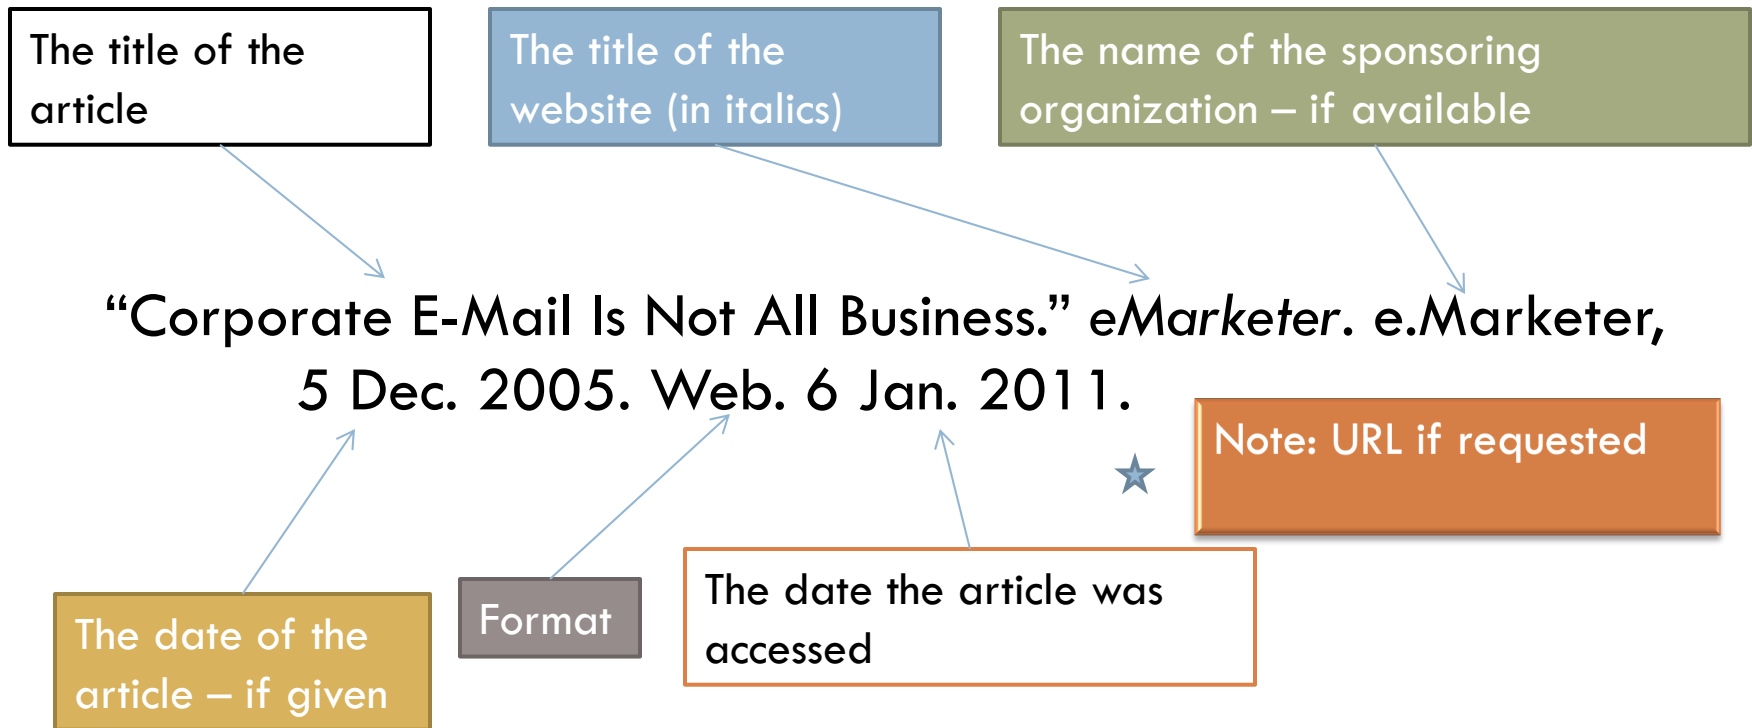 The title of the
article
The title of the
website (in italics)
The name of the sponsoring
organization – if available
“Corporate E-Mail Is Not All Business.” eMarketer. e.Marketer,
5 Dec. 2005. Web. 6 Jan. 2011.
Note: URL if requested
The date of the
article – if given
Format
The date the article was
accessed